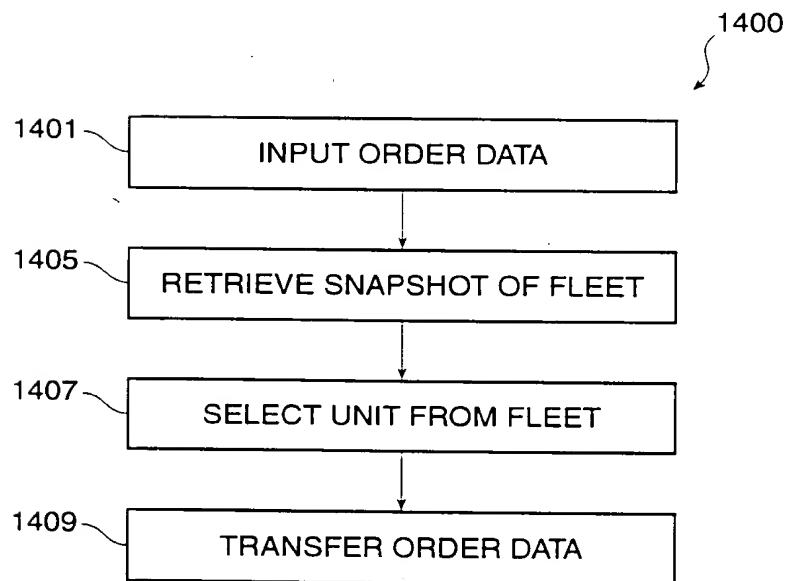 1400
1401
INPUT ORDER DATA
1405
RETRIEVE SNAPSHOT OF FLEET
1407
SELECT UNIT FROM FLEET
1409
TRANSFER ORDER DATA